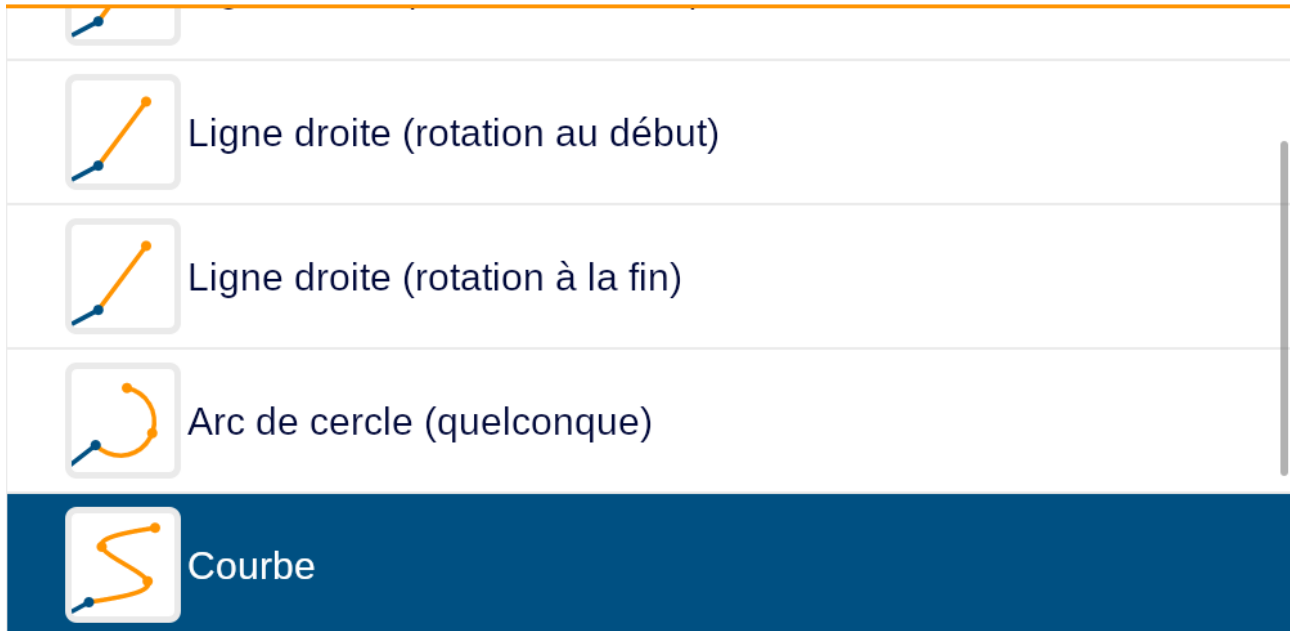 Ligne droite (rotation au début)
Ligne droite (rotation à la fin)
Arc de cercle (quelconque)
Courbe